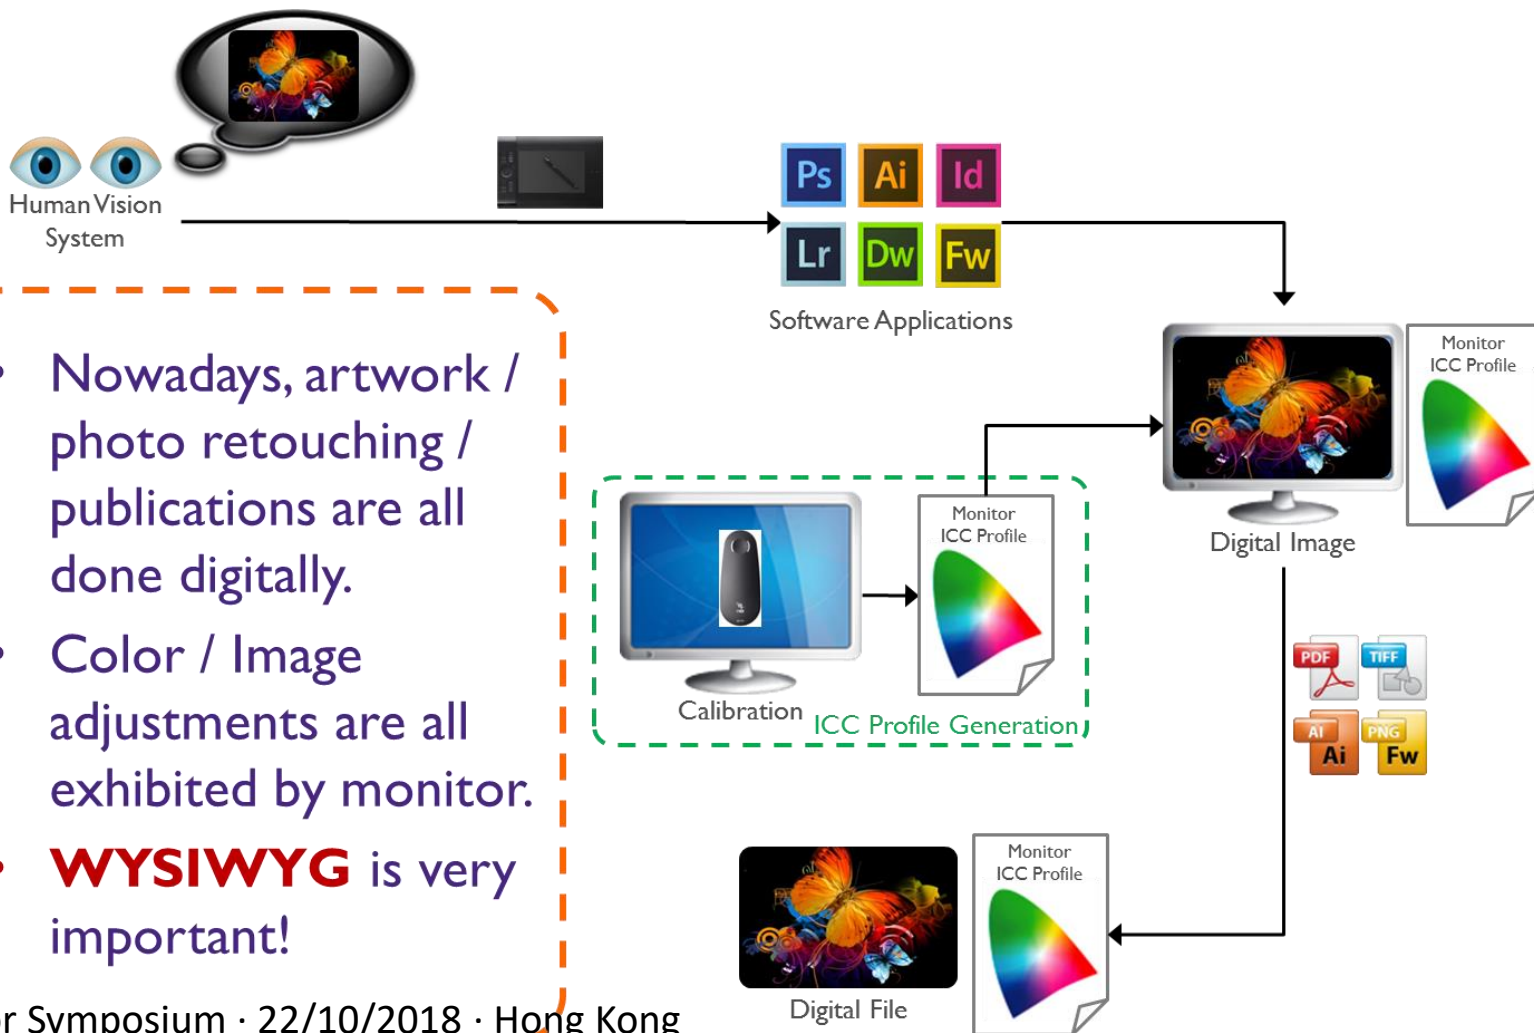 Human Vision
System
Ps Ai Id
Lr Dw Fw
Software Applications
• Nowadays, artwork /
photo retouching /
publications are all
done digitally.
• Color / Image
adjustments are all
exhibited by monitor.
• WYSIWYG is very
important!
Monitor
ICC Profile
Digital Image
Monitor
ICC Profile
Calibration
ICC Profile Generation
PDF TIFF
AI PNG
Ai Fw
Monitor
ICC Profile
Digital File
Symposium · 22/10/2018 · Hong Kong